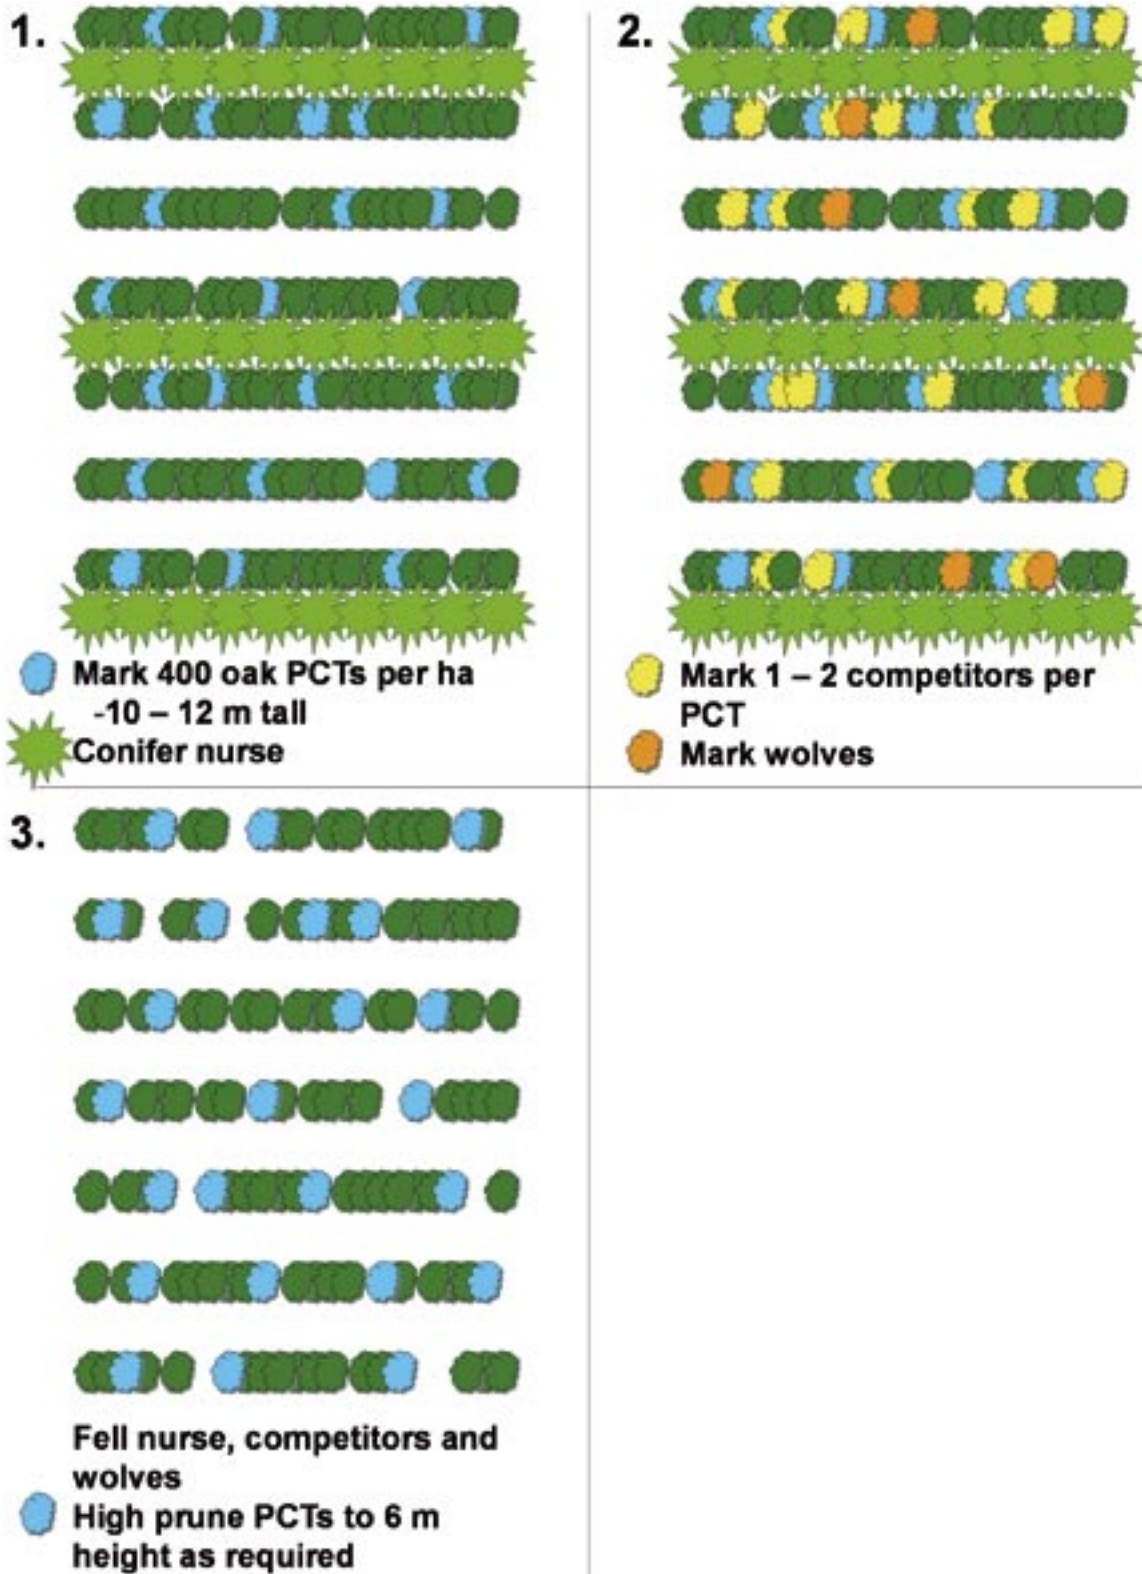 1.
Mark 400 oak PCTs per ha
-10 – 12 m tall
Conifer nurse
2.
Mark 1 – 2 competitors per
PCT
Mark wolves
3.
Fell nurse, competitors and
wolves
High prune PCTs to 6 m
height as required